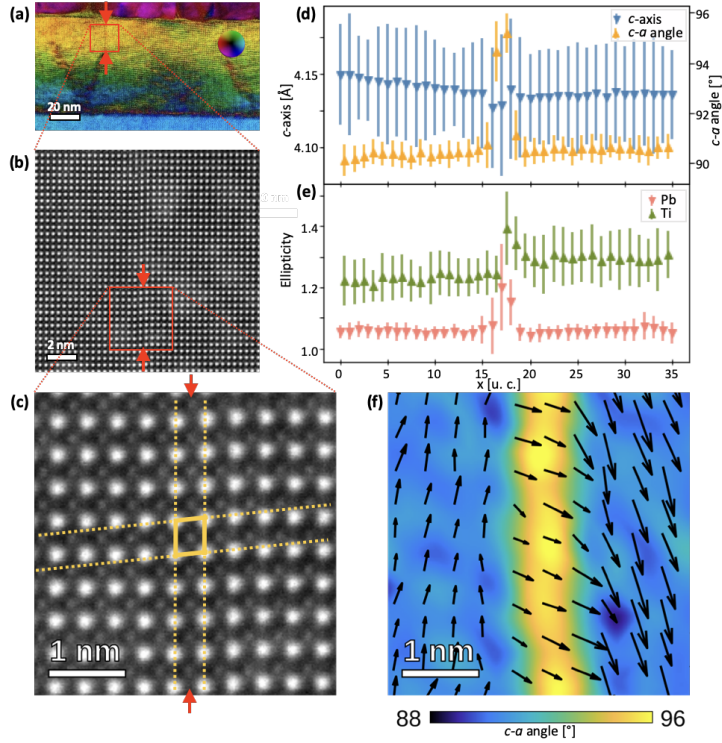 (a)
20 nm
(b)
2 nm
(c)
1 nm
(d)
c-axis
c-a angle
4.15
4.10
c-axis [Å]
96
94
92
90
c-a angle [°]
(e)
Pb
Ti
1.4
1.2
1.0
Ellipticity
0 5 10 15 20 25 30 35
x [u. c.]
(f)
1 nm
88 96
c-a angle [°]